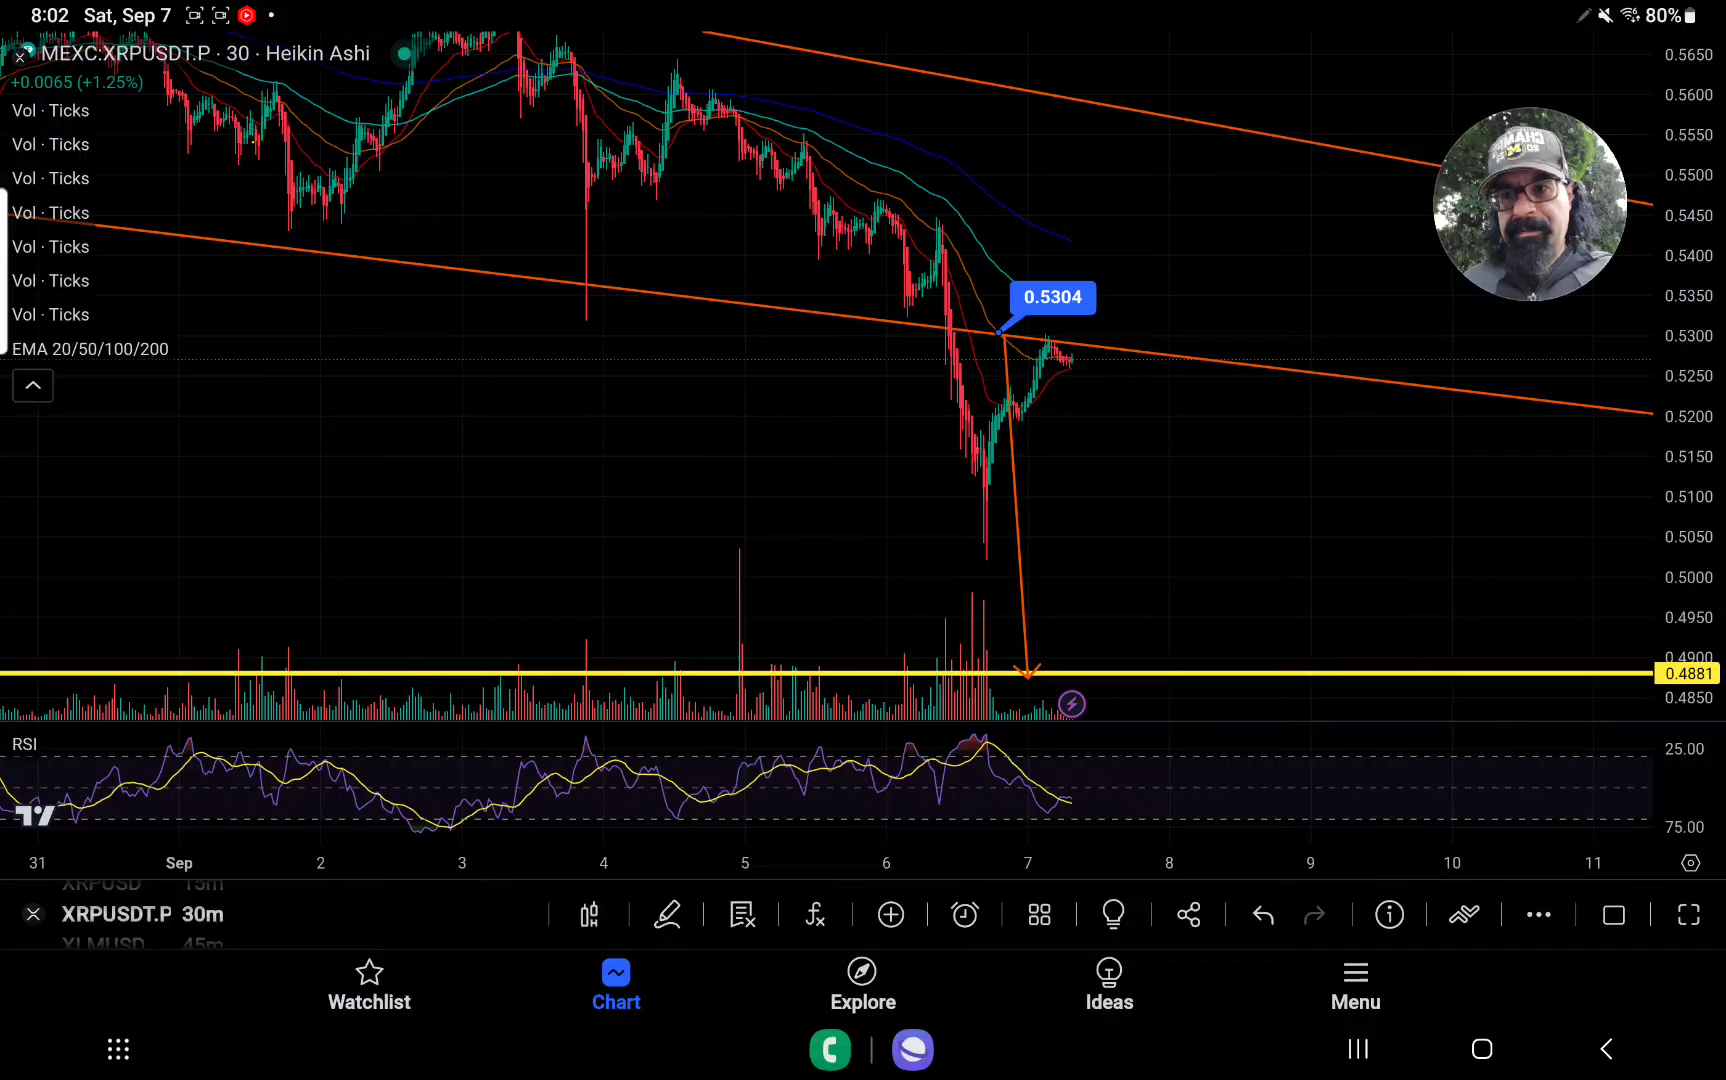 8:02 Sat, Sep 7 80%
MEXC:XRPUSDT.P · 30 · Heikin Ashi
+0.0065 (+1.25%)
Vol · Ticks
Vol · Ticks
Vol · Ticks
Vol · Ticks
Vol · Ticks
Vol · Ticks
Vol · Ticks
EMA 20/50/100/200
0.5304
0.5650
0.5600
0.5550
0.5500
0.5450
0.5400
0.5350
0.5300
0.5250
0.5200
0.5150
0.5100
0.5050
0.5000
0.4950
0.4900
0.4881
0.4850
RSI
25.00
75.00
31 Sep 2 3 4 5 6 7 8 9 10 11
XRPUSD 15m
XRPUSDT.P 30m
XLMUSD 45m
Watchlist Chart Explore Ideas Menu